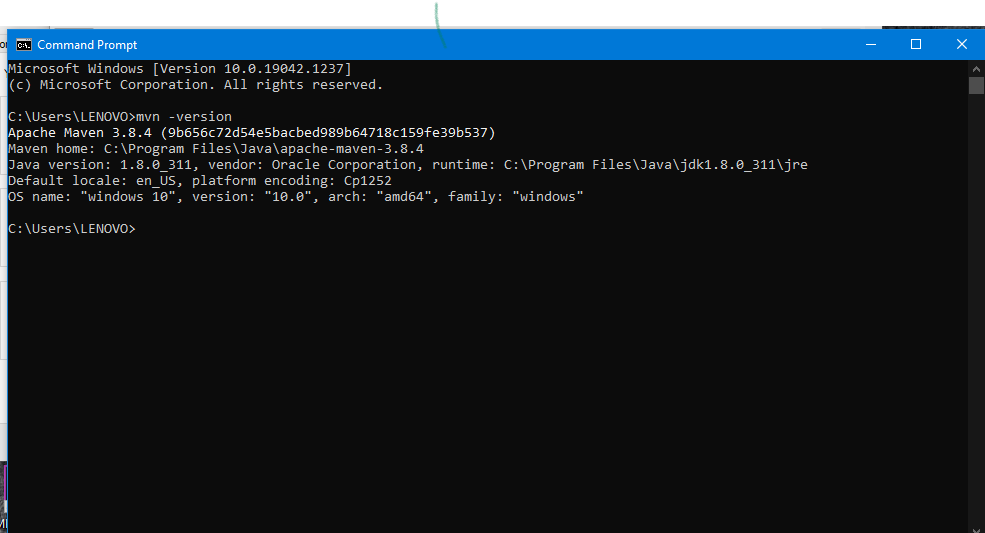 Command Prompt
Microsoft Windows [Version 10.0.19042.1237]
(c) Microsoft Corporation. All rights reserved.
C:\Users\LENOVO>mvn -version
Apache Maven 3.8.4 (9b656c72d54e5bacbed989b64718c159fe39b537)
Maven home: C:\Program Files\Java\apache-maven-3.8.4
Java version: 1.8.0_311, vendor: Oracle Corporation, runtime: C:\Program Files\Java\jdk1.8.0_311\jre
Default locale: en_US, platform encoding: Cp1252
OS name: "windows 10", version: "10.0", arch: "amd64", family: "windows"
C:\Users\LENOVO>